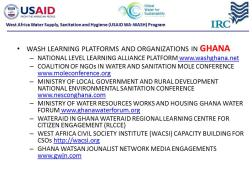 USAID
FROM THE AMERICAN PEOPLE
Global Water for Sustainability
IRC
West Africa Water Supply, Sanitation and Hygiene (USAID WA-WASH) Program
• WASH LEARNING PLATFORMS AND ORGANIZATIONS IN GHANA
– NATIONAL LEVEL LEARNING ALLIANCE PLATFORM www.washghana.net
– COALITION OF NGOs IN WATER AND SANITATION MOLE CONFERENCE
www.moleconference.org
– MINISTRY OF LOCAL GOVERNMENT AND RURAL DEVELOPMENT
NATIONAL ENVIRONMENTAL SANITATION CONFERENCE
www.nesconghana.com
– MINISTRY OF WATER RESOURCES WORKS AND HOUSING GHANA WATER
FORUM www.ghanawaterforum.org
– WATERAID IN GHANA WATERAID REGIONAL LEARNING CENTRE FOR
CITIZEN ENGAGEMENT (RLCCE)
– WEST AFRICA CIVIL SOCIETY INSTITUTE (WACSI) CAPACITY BUILDING FOR
CSOs http://wacsi.org
– GHANA WATSAN JOURNALIST NETWORK MEDIA ENGAGEMENTS
www.gwjn.com